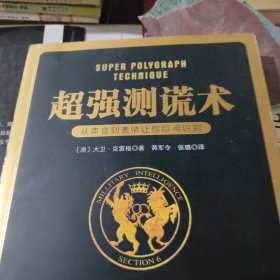 SUPER POLYGRAPH
TECHNIQUE
超强测谎术
从声音到表情让你瞬间识别
[澳] 大卫·克雷格◎著 黄军令 张璐◎译
MILITARY INTELLIGENCE
SECTION 6